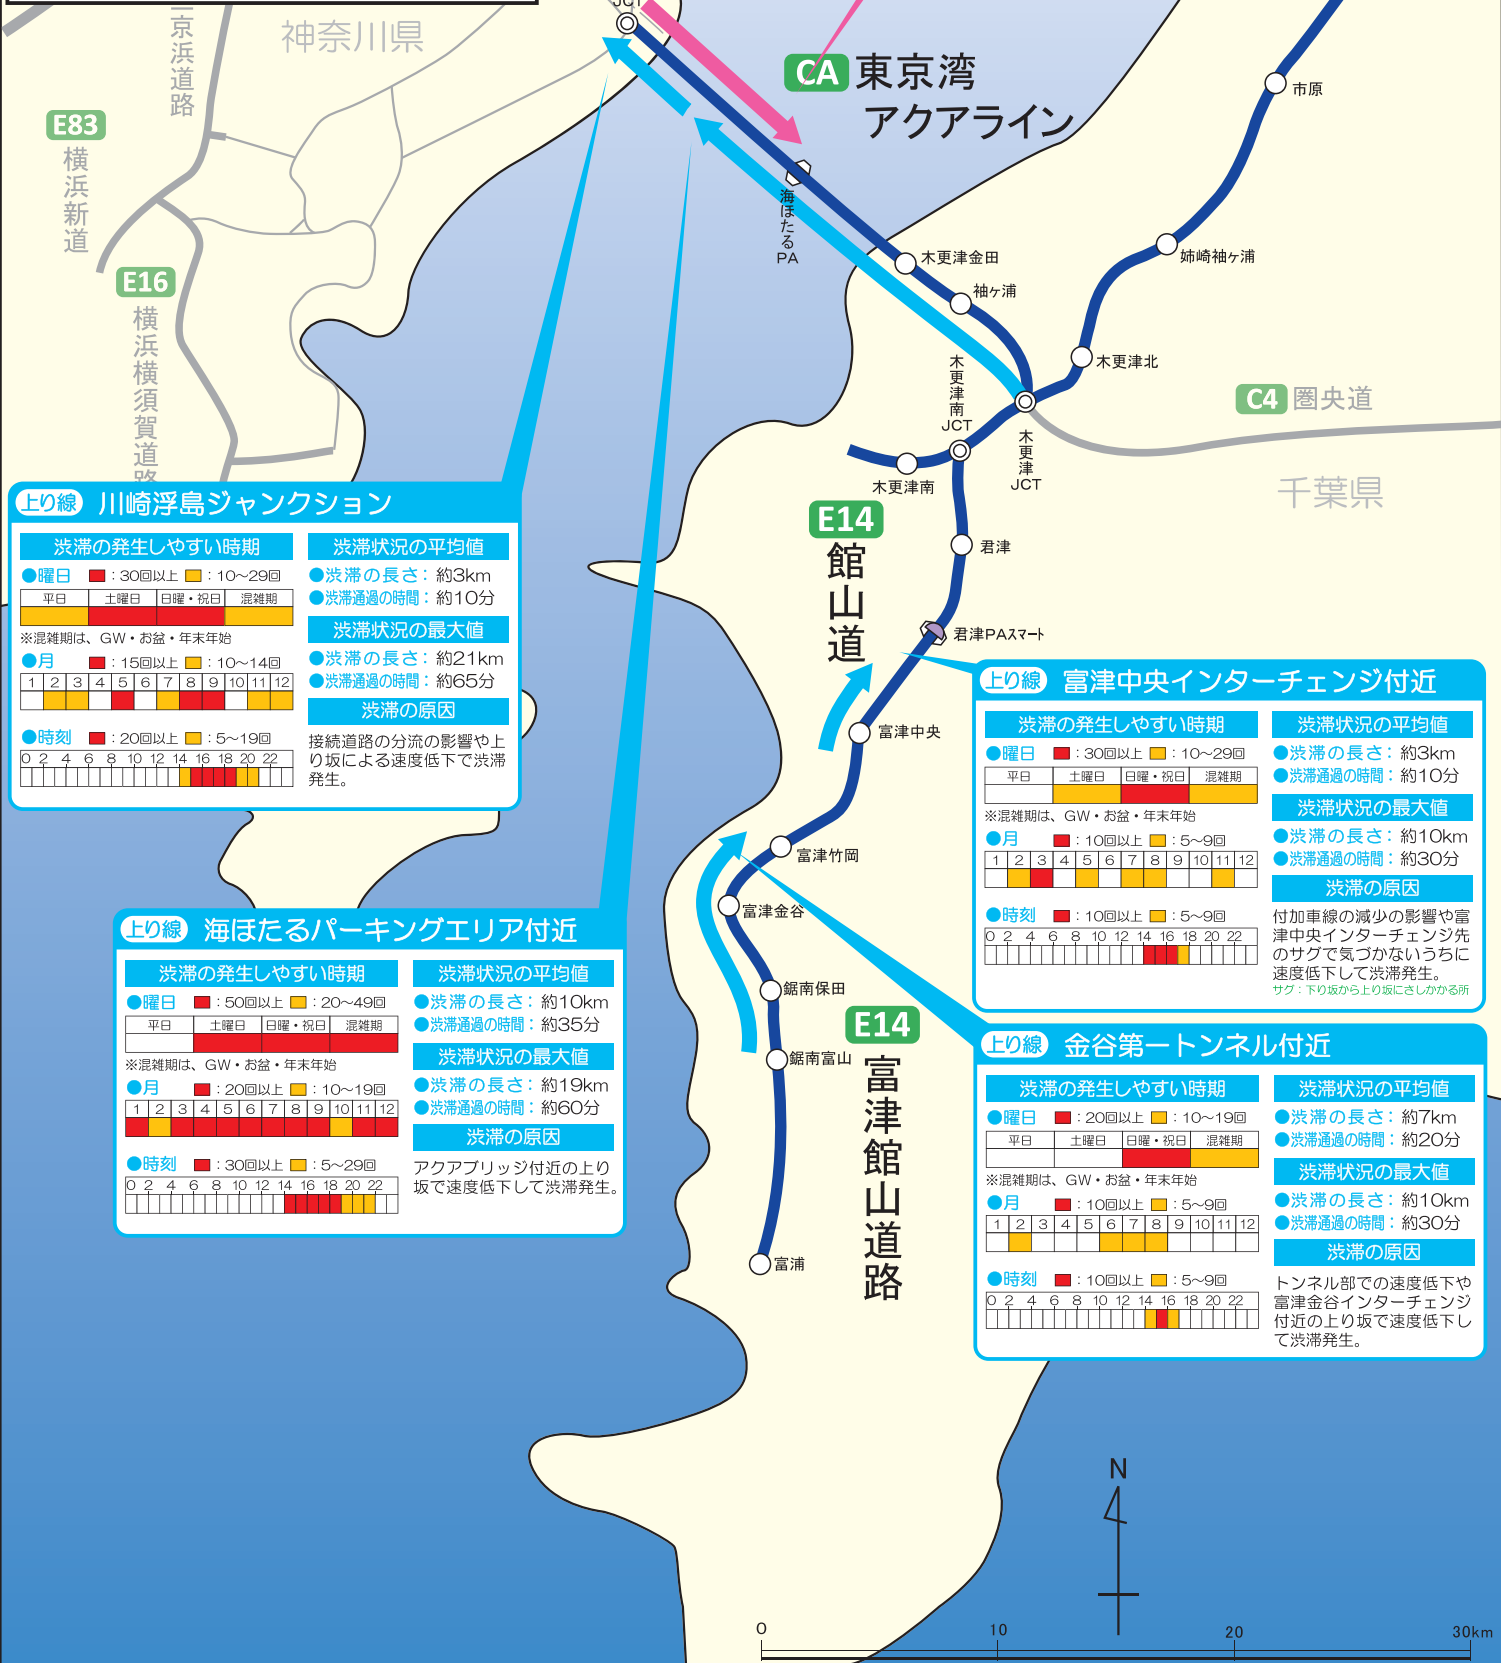 JCT
京浜道路
神奈川県
CA 東京湾
アクアライン
市原
E83
横浜新道
海ほたるPA
木更津金田
姉崎袖ヶ浦
E16
袖ヶ浦
横浜横須賀道路
木更津南JCT
木更津北
C4 圏央道
木更津JCT
木更津南
千葉県
E14
館山道
君津
君津PAスマート
富津中央
富津竹岡
富津金谷
鋸南保田
鋸南富山
E14
富津館山道路
富浦
上り線 川崎浮島ジャンクション
渋滞の発生しやすい時期
●曜日 :30回以上 :10〜29回
平日 土曜日 日曜・祝日 混雑期
※混雑期は、GW・お盆・年末年始
●月 :15回以上 :10〜14回
1 2 3 4 5 6 7 8 9 10 11 12
●時刻 :20回以上 :5〜19回
0 2 4 6 8 10 12 14 16 18 20 22
渋滞状況の平均値
●渋滞の長さ:約3km
●渋滞通過の時間:約10分
渋滞状況の最大値
●渋滞の長さ:約21km
●渋滞通過の時間:約65分
渋滞の原因
接続道路の分流の影響や上
り坂による速度低下で渋滞
発生。
上り線 海ほたるパーキングエリア付近
渋滞の発生しやすい時期
●曜日 :50回以上 :20〜49回
平日 土曜日 日曜・祝日 混雑期
※混雑期は、GW・お盆・年末年始
●月 :20回以上 :10〜19回
1 2 3 4 5 6 7 8 9 10 11 12
●時刻 :30回以上 :5〜29回
0 2 4 6 8 10 12 14 16 18 20 22
渋滞状況の平均値
●渋滞の長さ:約10km
●渋滞通過の時間:約35分
渋滞状況の最大値
●渋滞の長さ:約19km
●渋滞通過の時間:約60分
渋滞の原因
アクアブリッジ付近の上り
坂で速度低下して渋滞発生。
上り線 富津中央インターチェンジ付近
渋滞の発生しやすい時期
●曜日 :30回以上 :10〜29回
平日 土曜日 日曜・祝日 混雑期
※混雑期は、GW・お盆・年末年始
●月 :10回以上 :5〜9回
1 2 3 4 5 6 7 8 9 10 11 12
●時刻 :10回以上 :5〜9回
0 2 4 6 8 10 12 14 16 18 20 22
渋滞状況の平均値
●渋滞の長さ:約3km
●渋滞通過の時間:約10分
渋滞状況の最大値
●渋滞の長さ:約10km
●渋滞通過の時間:約30分
渋滞の原因
付加車線の減少の影響や富
津中央インターチェンジ先
のサグで気づかないうちに
速度低下して渋滞発生。
サグ:下り坂から上り坂にさしかかる所
上り線 金谷第一トンネル付近
渋滞の発生しやすい時期
●曜日 :20回以上 :10〜19回
平日 土曜日 日曜・祝日 混雑期
※混雑期は、GW・お盆・年末年始
●月 :10回以上 :5〜9回
1 2 3 4 5 6 7 8 9 10 11 12
●時刻 :10回以上 :5〜9回
0 2 4 6 8 10 12 14 16 18 20 22
渋滞状況の平均値
●渋滞の長さ:約7km
●渋滞通過の時間:約20分
渋滞状況の最大値
●渋滞の長さ:約10km
●渋滞通過の時間:約30分
渋滞の原因
トンネル部での速度低下や
富津金谷インターチェンジ
付近の上り坂で速度低下し
て渋滞発生。
N
0 10 20 30km